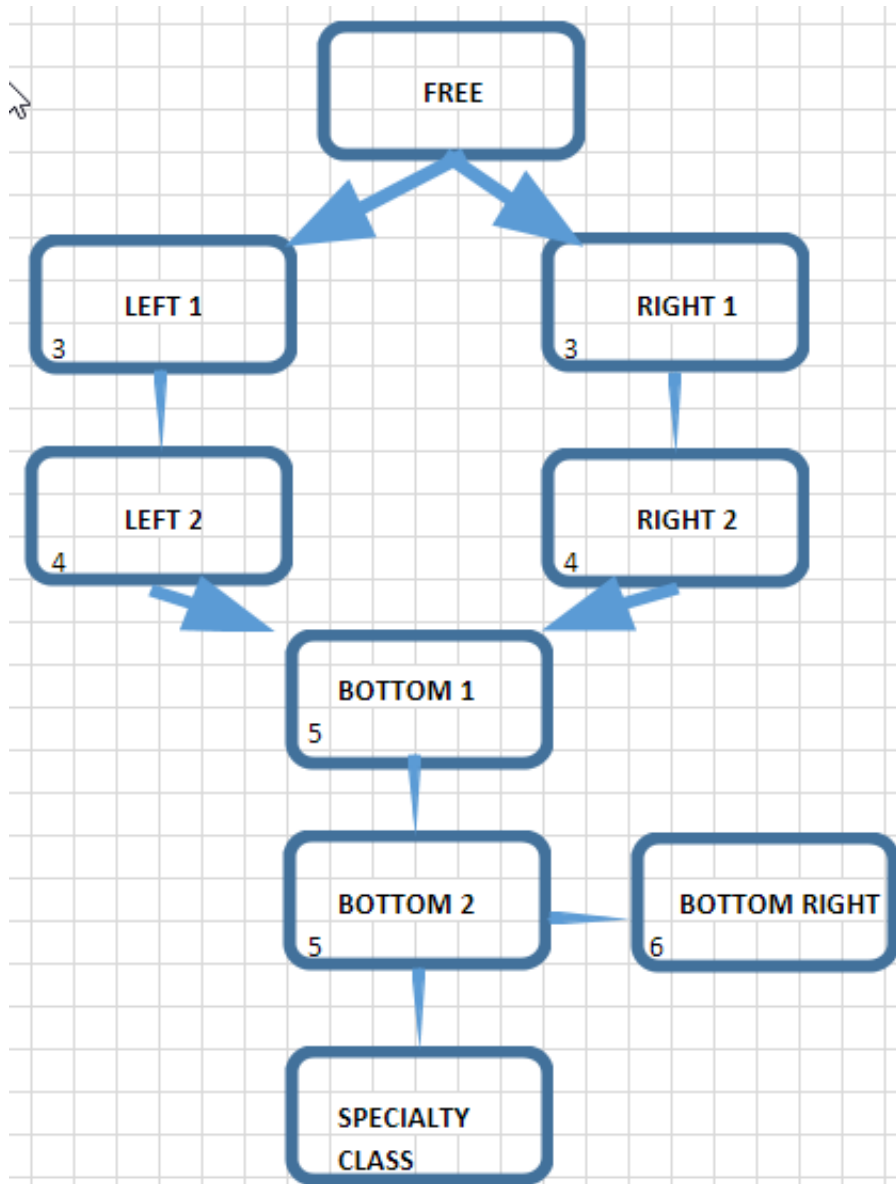 FREE
LEFT 1
3
RIGHT 1
3
LEFT 2
4
RIGHT 2
4
BOTTOM 1
5
BOTTOM 2
5
BOTTOM RIGHT
6
SPECIALTY
CLASS